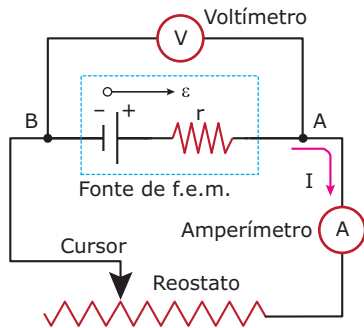 Voltímetro
V
ε
B
–
+
r
A
Fonte de f.e.m.
I
Cursor
Amperímetro
A
Reostato